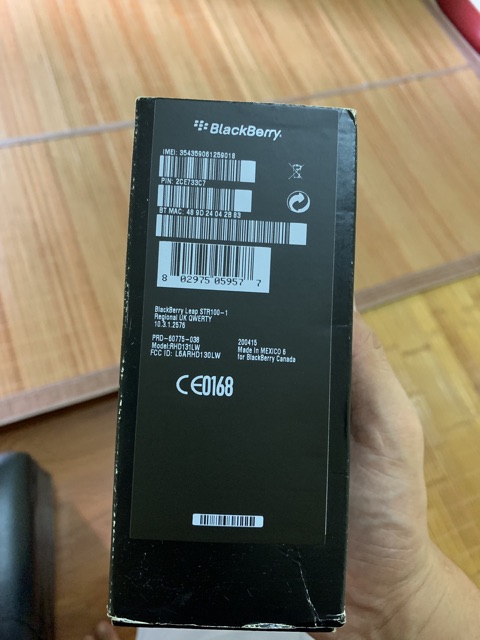 BlackBerry.
IMEI: 354359061259018
PIN: 2CE733C7
BT MAC: 48 9D 24 04 28 83
8 02975 05957 7
BlackBerry Leap STR100-1
Regional UK QWERTY
10.3.1.2576
PRD-60775-036
Model:RHD131LW
FCC ID: L6ARHD130LW
200415
Made in MEXICO 6
for BlackBerry Canada
CE0168